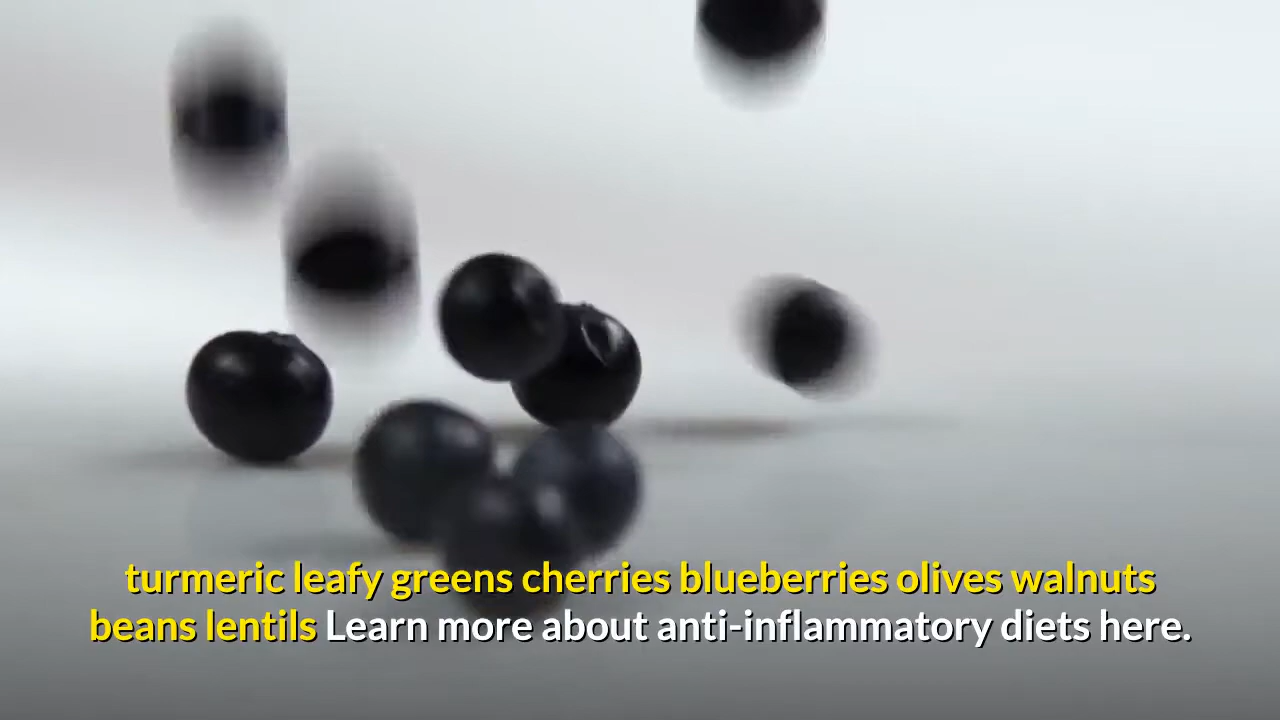 turmeric leafy greens cherries blueberries olives walnuts
beans lentils Learn more about anti-inflammatory diets here.